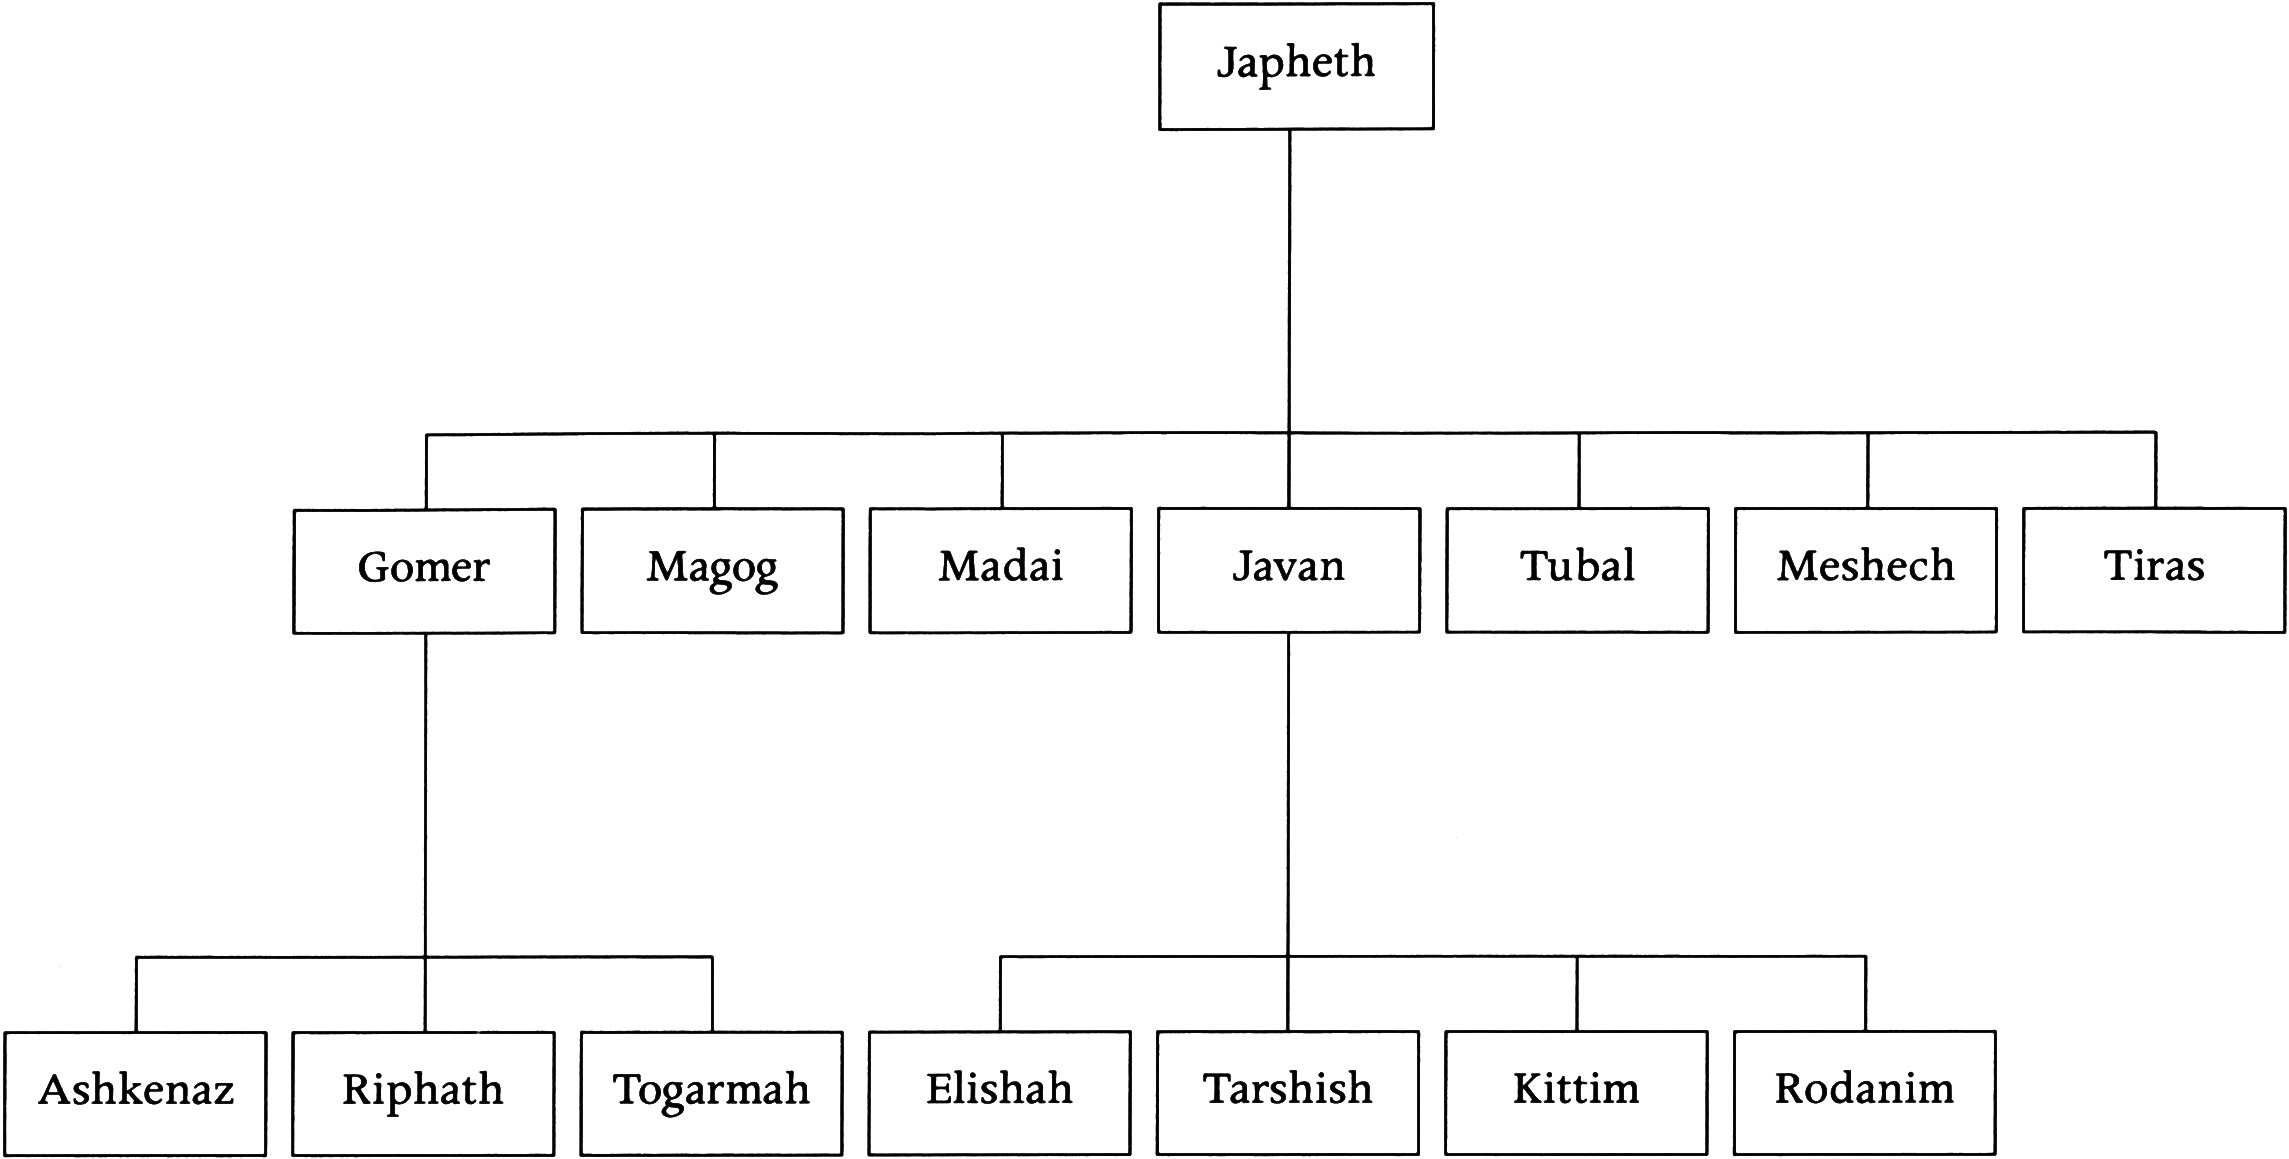 Japheth
Gomer
Magog
Madai
Javan
Tubal
Meshech
Tiras
Ashkenaz
Riphath
Togarmah
Elishah
Tarshish
Kittim
Rodanim